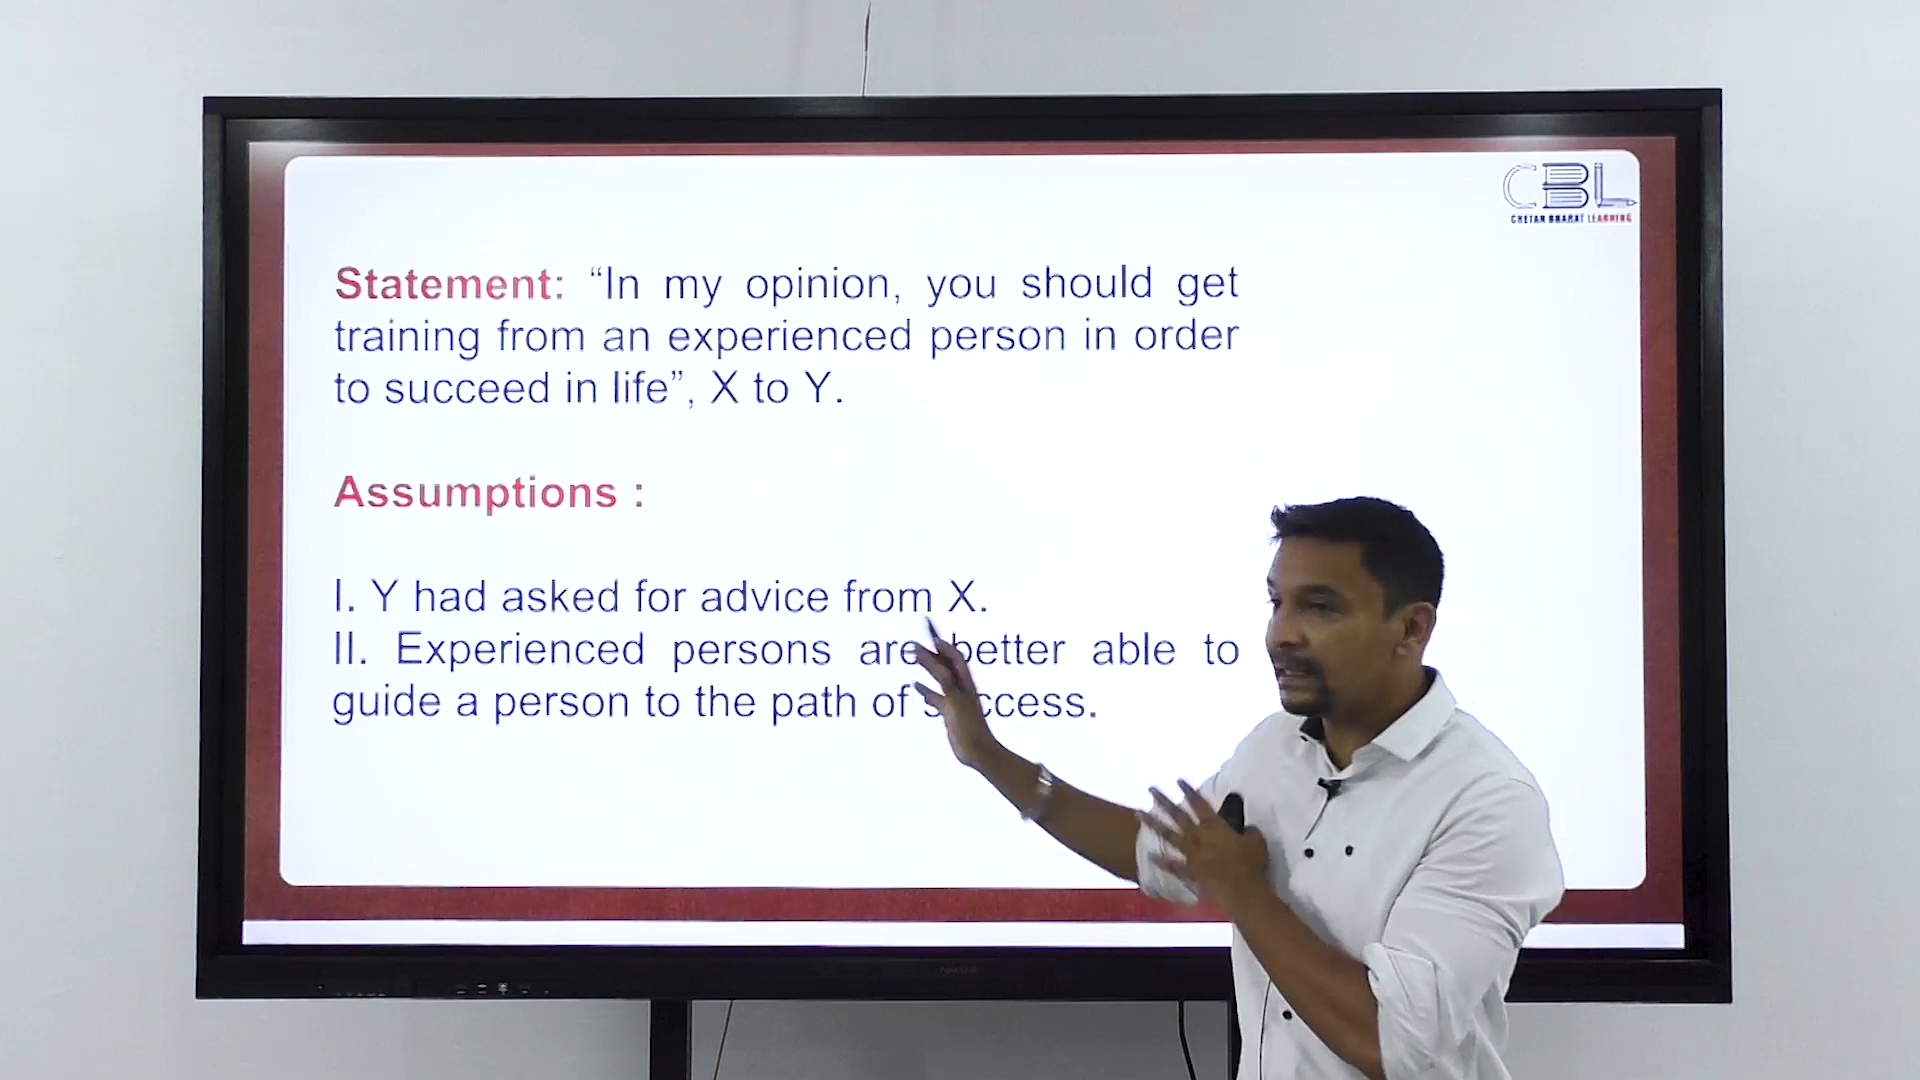 CBL
CHETAN BHARAT LEARNING
Statement: “In my opinion, you should get
training from an experienced person in order
to succeed in life”, X to Y.
Assumptions :
I. Y had asked for advice from X.
II. Experienced persons are better able to
guide a person to the path of success.